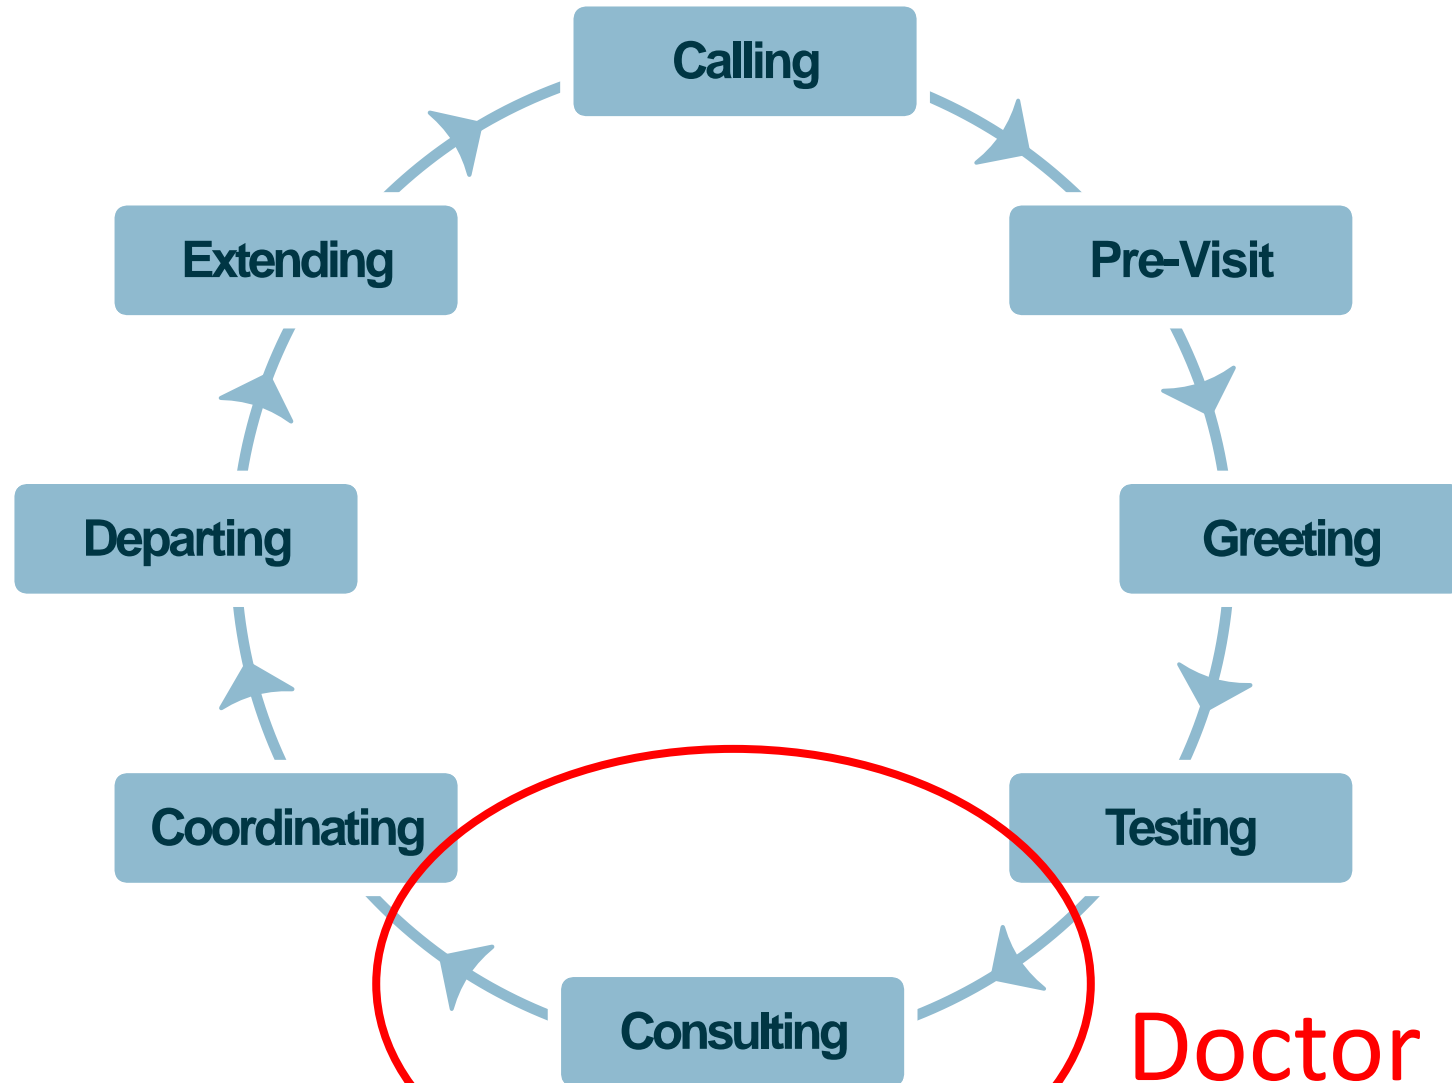 Calling
Extending
Pre-Visit
Departing
Greeting
Coordinating
Testing
Consulting
Doctor